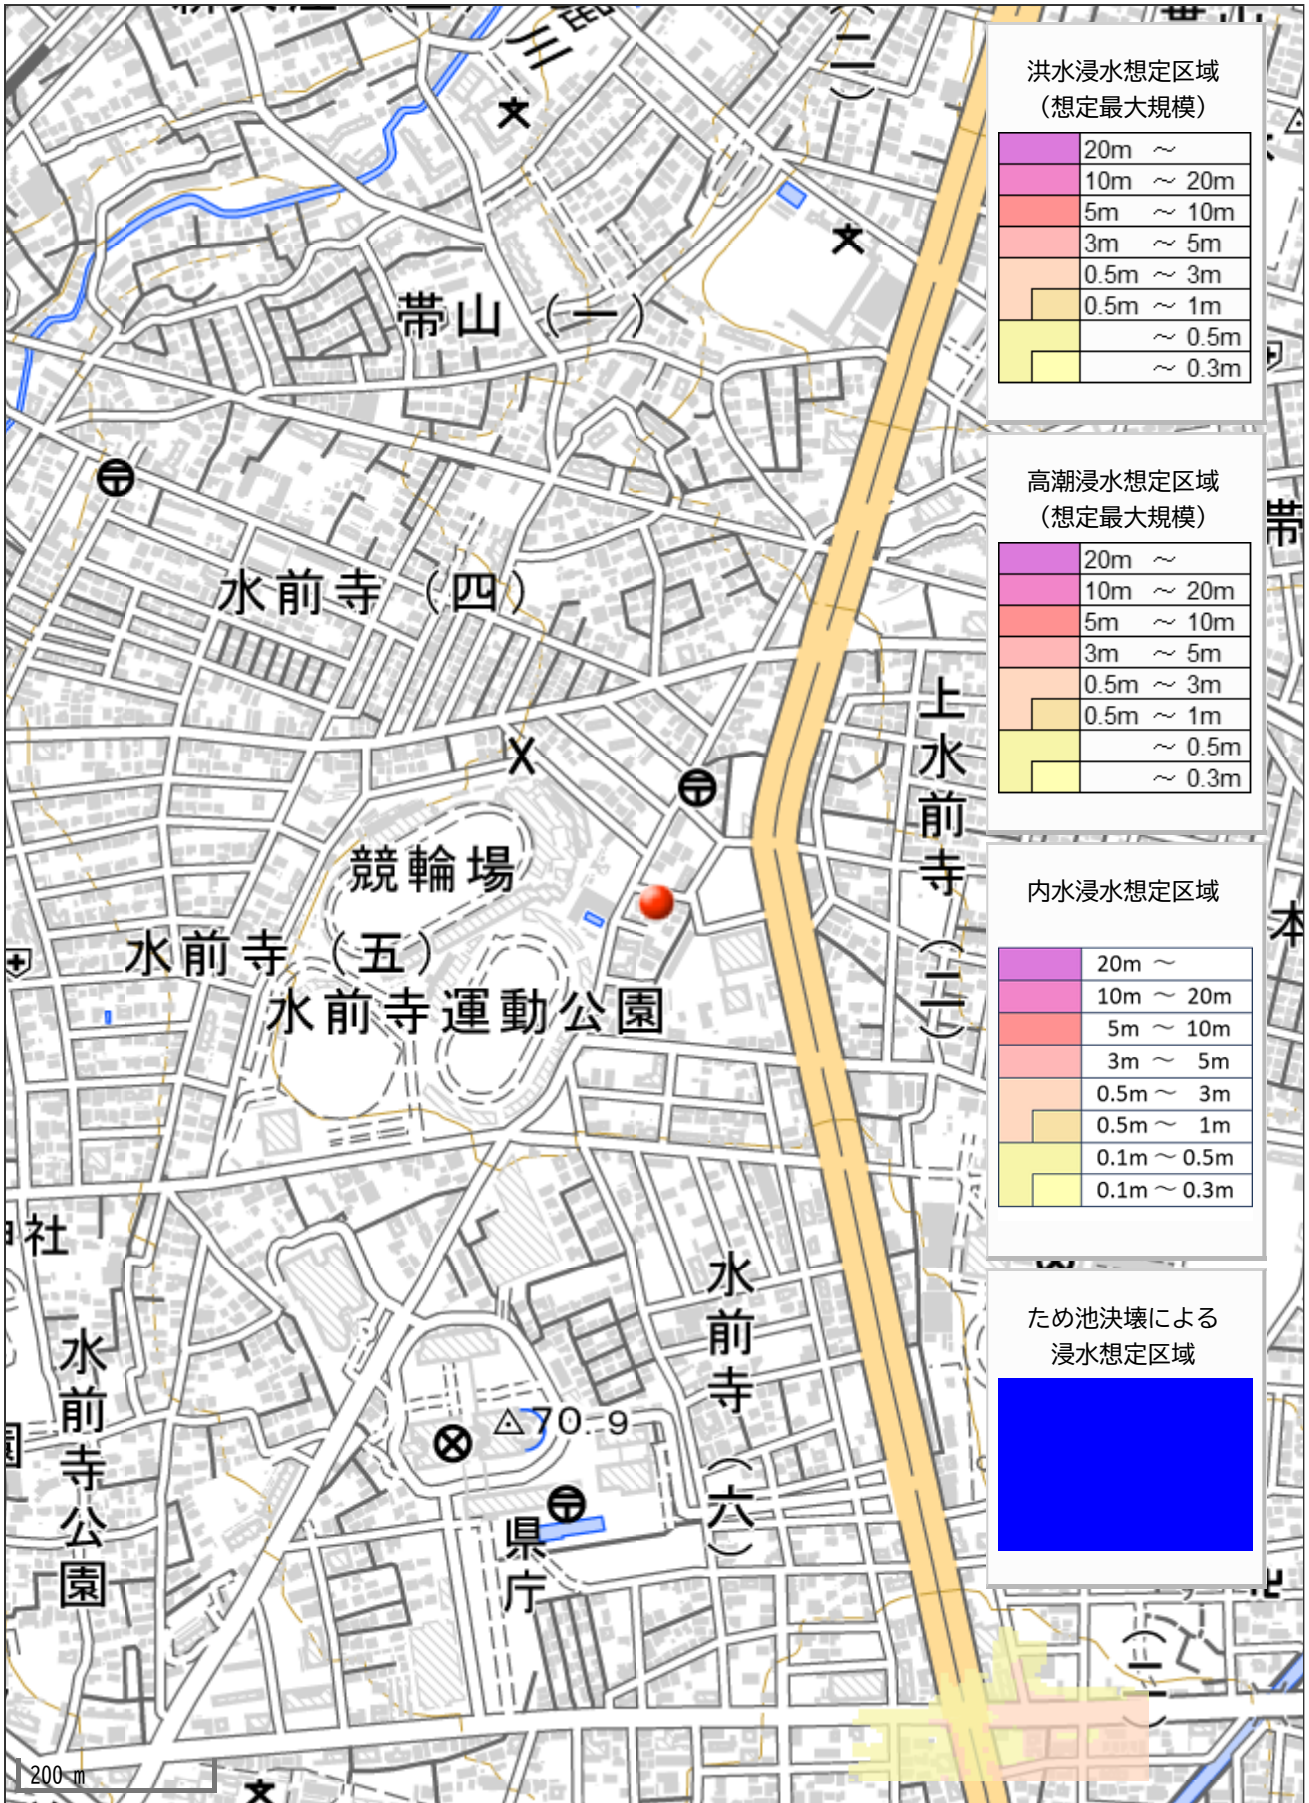 (二)
洪水浸水想定区域
(想定最大規模)
20m ～
10m ～ 20m
5m ～ 10m
3m ～ 5m
0.5m ～ 3m
0.5m ～ 1m
～ 0.5m
～ 0.3m
帯山 (一)
高潮浸水想定区域
(想定最大規模)
20m ～
10m ～ 20m
5m ～ 10m
3m ～ 5m
0.5m ～ 3m
0.5m ～ 1m
～ 0.5m
～ 0.3m
帯
水前寺 (四)
上水前寺(二)
競輪場
水前寺 (五)
水前寺運動公園
本
内水浸水想定区域
20m ～
10m ～ 20m
5m ～ 10m
3m ～ 5m
0.5m ～ 3m
0.5m ～ 1m
0.1m ～ 0.5m
0.1m ～ 0.3m
社
水前寺公園
水前寺(六)
ため池決壊による
浸水想定区域
70.9
県庁
200 m